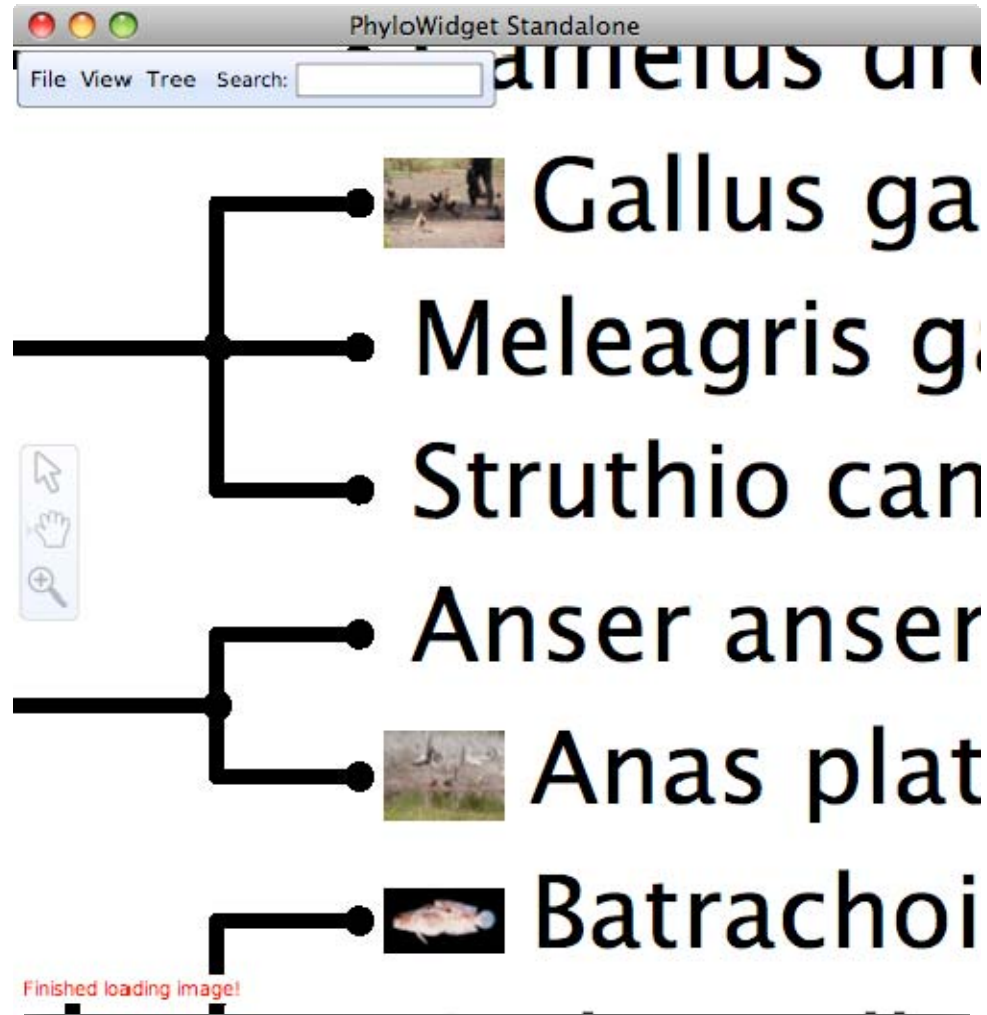 PhyloWidget Standalone
File View Tree Search:
Gallus ga
Meleagris ga
Struthio can
Anser anser
Anas plat
Batrachoi
Finished loading image!